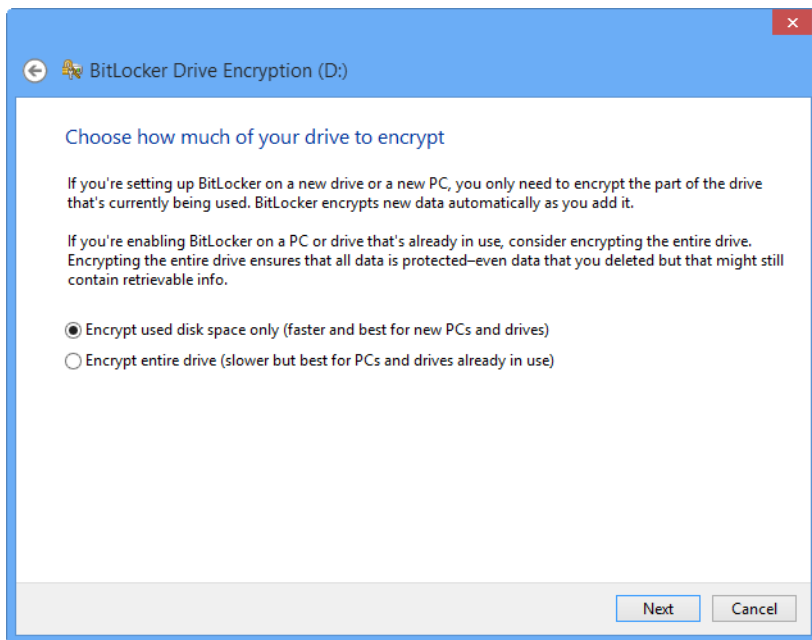 BitLocker Drive Encryption (D:)
Choose how much of your drive to encrypt
If you're setting up BitLocker on a new drive or a new PC, you only need to encrypt the part of the drive
that's currently being used. BitLocker encrypts new data automatically as you add it.
If you're enabling BitLocker on a PC or drive that's already in use, consider encrypting the entire drive.
Encrypting the entire drive ensures that all data is protected–even data that you deleted but that might still
contain retrievable info.
Encrypt used disk space only (faster and best for new PCs and drives)
Encrypt entire drive (slower but best for PCs and drives already in use)
Next Cancel